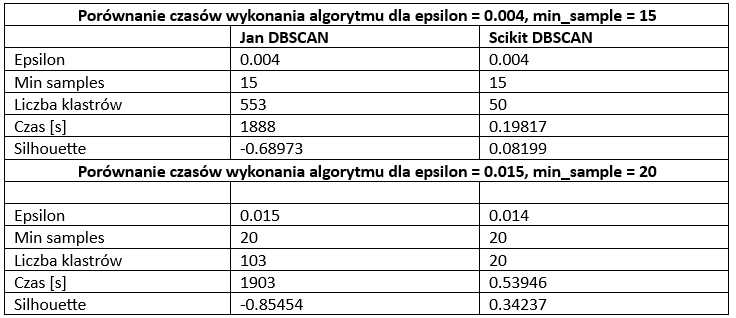 Porównanie czasów wykonania algorytmu dla epsilon = 0.004, min_sample = 15
Jan DBSCAN Scikit DBSCAN
Epsilon 0.004 0.004
Min samples 15 15
Liczba klastrów 553 50
Czas [s] 1888 0.19817
Silhouette -0.68973 0.08199
Porównanie czasów wykonania algorytmu dla epsilon = 0.015, min_sample = 20
Epsilon 0.015 0.014
Min samples 20 20
Liczba klastrów 103 20
Czas [s] 1903 0.53946
Silhouette -0.85454 0.34237